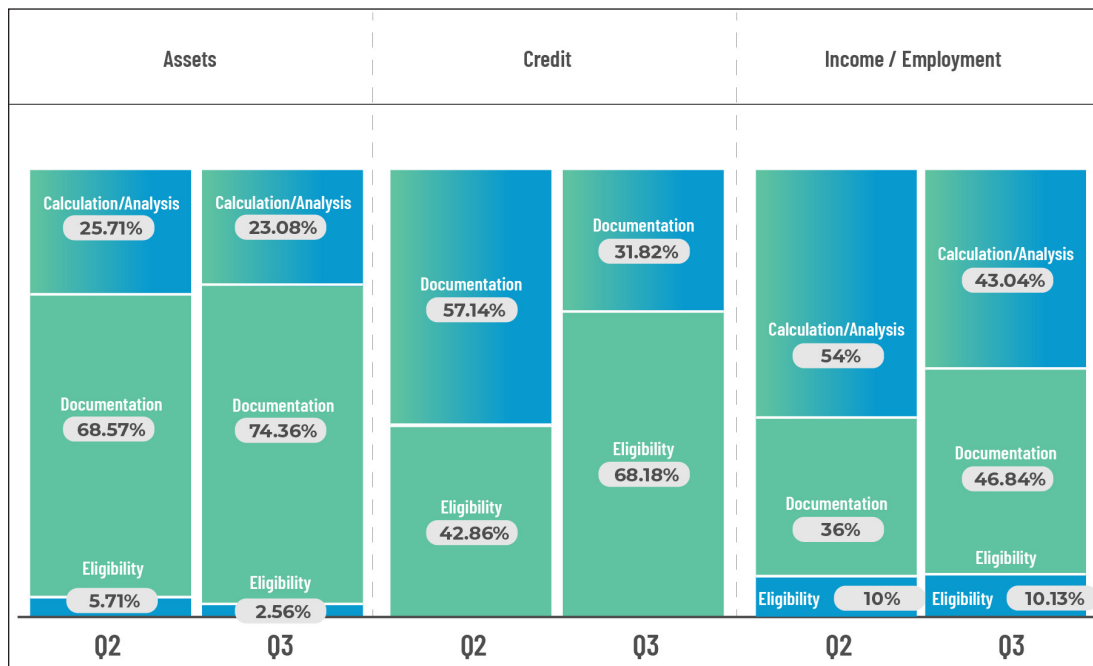 Assets
Credit
Income / Employment
Calculation/Analysis
25.71%
Documentation
68.57%
Eligibility
5.71%
Calculation/Analysis
23.08%
Documentation
74.36%
Eligibility
2.56%
Documentation
57.14%
Eligibility
42.86%
Documentation
31.82%
Eligibility
68.18%
Calculation/Analysis
54%
Documentation
36%
Eligibility 10%
Calculation/Analysis
43.04%
Documentation
46.84%
Eligibility
Eligibility 10.13%
Q2
Q3
Q2
Q3
Q2
Q3